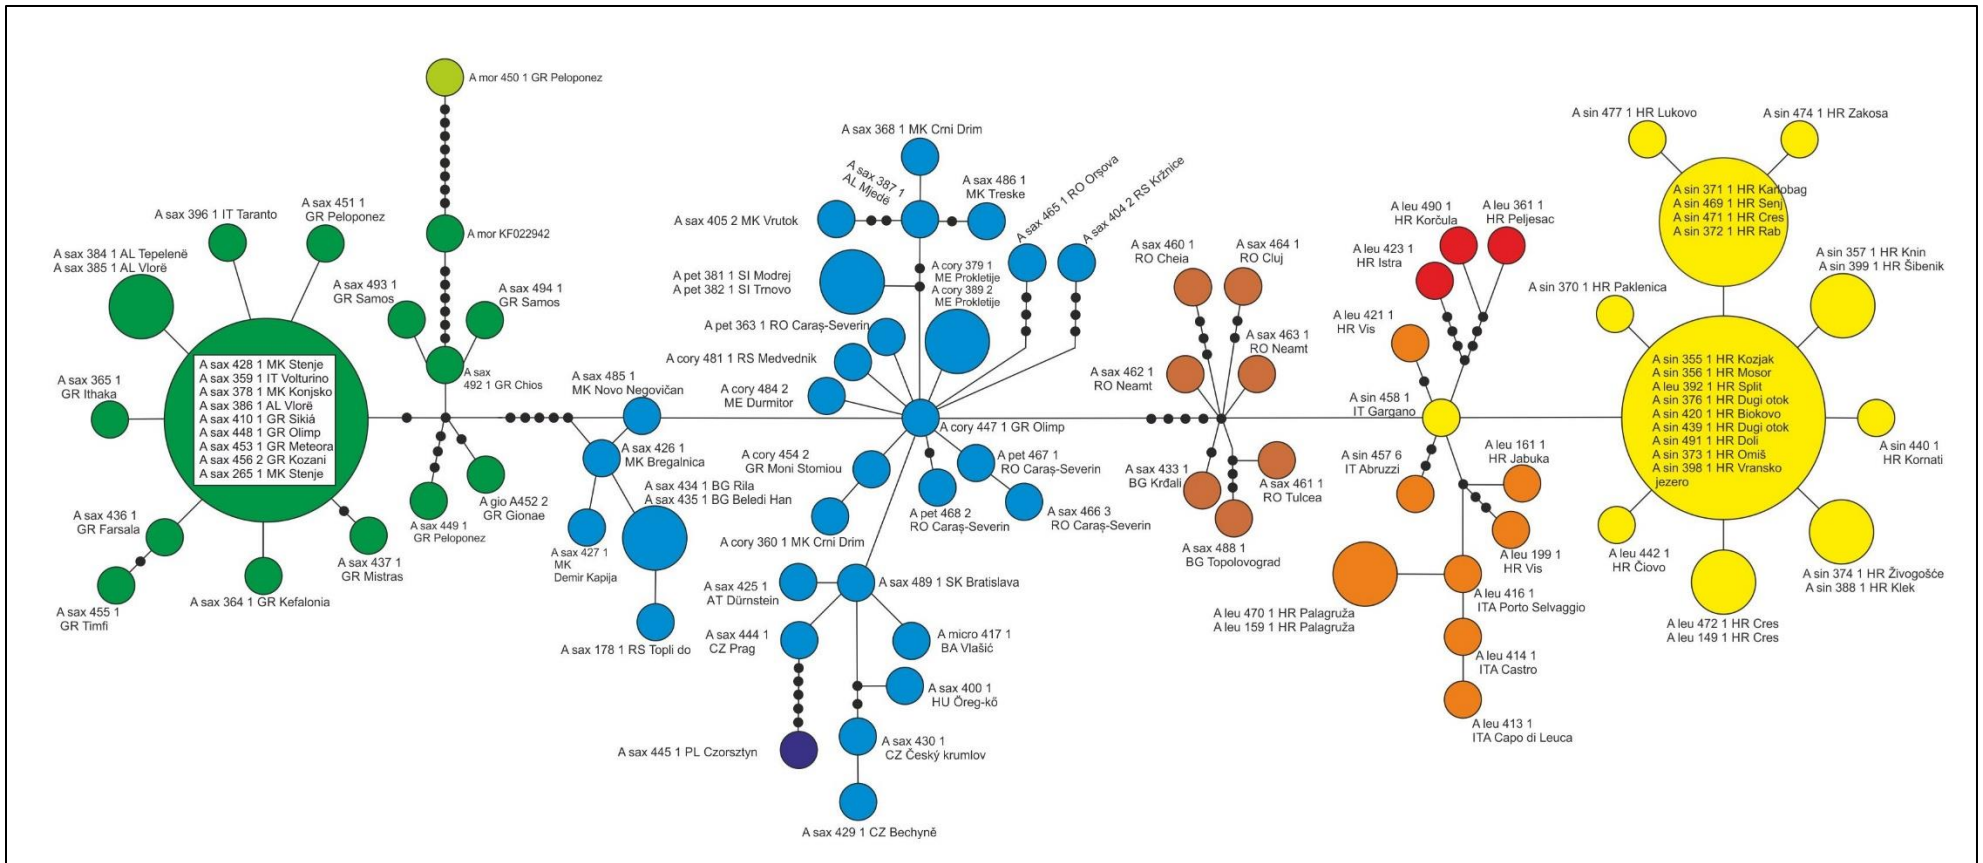 A mor 450 1 GR Peloponez
A mor KF022942
A sax 451 1
GR Peloponez
A sax 396 1 IT Taranto
A sax 384 1 AL Tepelenë
A sax 385 1 AL Vlorë
A sax 493 1
GR Samos
A sax 494 1
GR Samos
A sax
492 1 GR Chios
A sax 428 1 MK Stenje
A sax 359 1 IT Volturino
A sax 378 1 MK Konjsko
A sax 386 1 AL Vlorë
A sax 410 1 GR Sikiá
A sax 448 1 GR Olimp
A sax 453 1 GR Meteora
A sax 456 2 GR Kozani
A sax 265 1 MK Stenje
A sax 365 1
GR Ithaka
A sax 436 1
GR Farsala
A sax 455 1
GR Timfi
A sax 364 1 GR Kefalonia
A sax 437 1
GR Mistras
A sax 449 1
GR Peloponez
A gio A452 2
GR Gionae
A sax 485 1
MK Novo Negovičan
A sax 426 1
MK Bregalnica
A sax 434 1 BG Rila
A sax 435 1 BG Beledi Han
A sax 427 1
MK
Demir Kapija
A sax 178 1 RS Topli do
A sax 368 1 MK Crni Drim
A sax 387 1
AL Mjedë
A sax 486 1
MK Treske
A sax 405 2 MK Vrutok
A sax 465 1 RO Orșova
A sax 404 2 RS Kržnice
A pet 381 1 SI Modrej
A pet 382 1 SI Trnovo
A cory 379 1
ME Prokletije
A cory 389 2
ME Prokletije
A pet 363 1 RO Caraș-Severin
A cory 481 1 RS Medvednik
A cory 484 2
ME Durmitor
A cory 447 1 GR Olimp
A cory 454 2
GR Moni Stomiou
A cory 360 1 MK Crni Drim
A pet 467 1
RO Caraș-Severin
A pet 468 2
RO Caraș-Severin
A sax 466 3
RO Caraș-Severin
A sax 425 1
AT Dürnstein
A sax 489 1 SK Bratislava
A sax 444 1
CZ Prag
A micro 417 1
BA Vlašić
A sax 400 1
HU Öreg-kő
A sax 445 1 PL Czorsztyn
A sax 430 1
CZ Český krumlov
A sax 429 1 CZ Bechyně
A sax 460 1
RO Cheia
A sax 464 1
RO Cluj
A sax 463 1
RO Neamt
A sax 462 1
RO Neamt
A sax 433 1
BG Krđali
A sax 461 1
RO Tulcea
A sax 488 1
BG Topolovograd
A leu 490 1
HR Korčula
A leu 361 1
HR Peljesac
A leu 423 1
HR Istra
A leu 421 1
HR Vis
A sin 458 1
IT Gargano
A sin 457 6
IT Abruzzi
A leu 161 1
HR Jabuka
A leu 199 1
HR Vis
A leu 470 1 HR Palagruža
A leu 159 1 HR Palagruža
A leu 416 1
ITA Porto Selvaggio
A leu 414 1
ITA Castro
A leu 413 1
ITA Capo di Leuca
A sin 477 1 HR Lukovo
A sin 474 1 HR Zakosa
A sin 371 1 HR Karlobag
A sin 469 1 HR Senj
A sin 471 1 HR Cres
A sin 372 1 HR Rab
A sin 357 1 HR Knin
A sin 399 1 HR Šibenik
A sin 370 1 HR Paklenica
A sin 355 1 HR Kozjak
A sin 356 1 HR Mosor
A leu 392 1 HR Split
A sin 376 1 HR Dugi otok
A sin 420 1 HR Biokovo
A sin 439 1 HR Dugi otok
A sin 491 1 HR Doli
A sin 373 1 HR Omiš
A sin 398 1 HR Vransko
jezero
A sin 440 1
HR Kornati
A leu 442 1
HR Čiovo
A sin 374 1 HR Živogošće
A sin 388 1 HR Klek
A leu 472 1 HR Cres
A leu 149 1 HR Cres